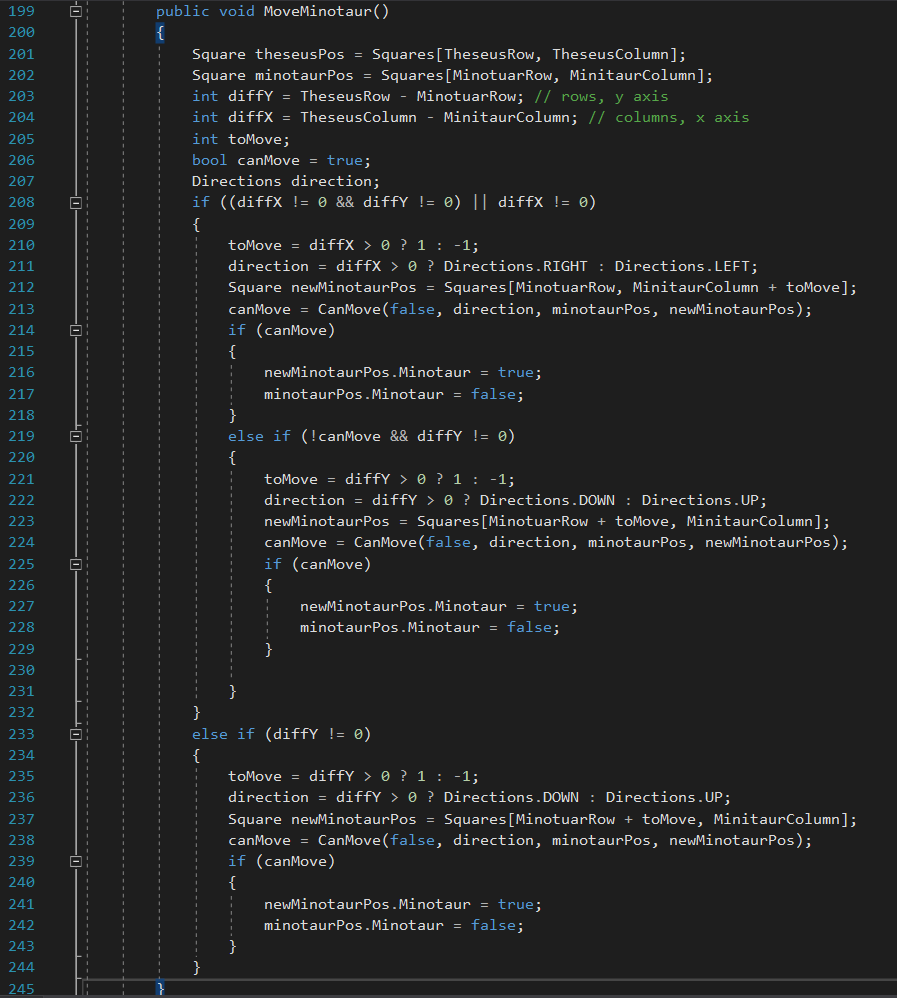 199 public void MoveMinotaur()
200 {
201 Square theseusPos = Squares[TheseusRow, TheseusColumn];
202 Square minotaurPos = Squares[MinotuarRow, MinitaurColumn];
203 int diffY = TheseusRow - MinotuarRow; // rows, y axis
204 int diffX = TheseusColumn - MinitaurColumn; // columns, x axis
205 int toMove;
206 bool canMove = true;
207 Directions direction;
208 if ((diffX != 0 && diffY != 0) || diffX != 0)
209 {
210 toMove = diffX > 0 ? 1 : -1;
211 direction = diffX > 0 ? Directions.RIGHT : Directions.LEFT;
212 Square newMinotaurPos = Squares[MinotuarRow, MinitaurColumn + toMove];
213 canMove = CanMove(false, direction, minotaurPos, newMinotaurPos);
214 if (canMove)
215 {
216 newMinotaurPos.Minotaur = true;
217 minotaurPos.Minotaur = false;
218 }
219 else if (!canMove && diffY != 0)
220 {
221 toMove = diffY > 0 ? 1 : -1;
222 direction = diffY > 0 ? Directions.DOWN : Directions.UP;
223 newMinotaurPos = Squares[MinotuarRow + toMove, MinitaurColumn];
224 canMove = CanMove(false, direction, minotaurPos, newMinotaurPos);
225 if (canMove)
226 {
227 newMinotaurPos.Minotaur = true;
228 minotaurPos.Minotaur = false;
229 }
230
231 }
232 }
233 else if (diffY != 0)
234 {
235 toMove = diffY > 0 ? 1 : -1;
236 direction = diffY > 0 ? Directions.DOWN : Directions.UP;
237 Square newMinotaurPos = Squares[MinotuarRow + toMove, MinitaurColumn];
238 canMove = CanMove(false, direction, minotaurPos, newMinotaurPos);
239 if (canMove)
240 {
241 newMinotaurPos.Minotaur = true;
242 minotaurPos.Minotaur = false;
243 }
244 }
245 }